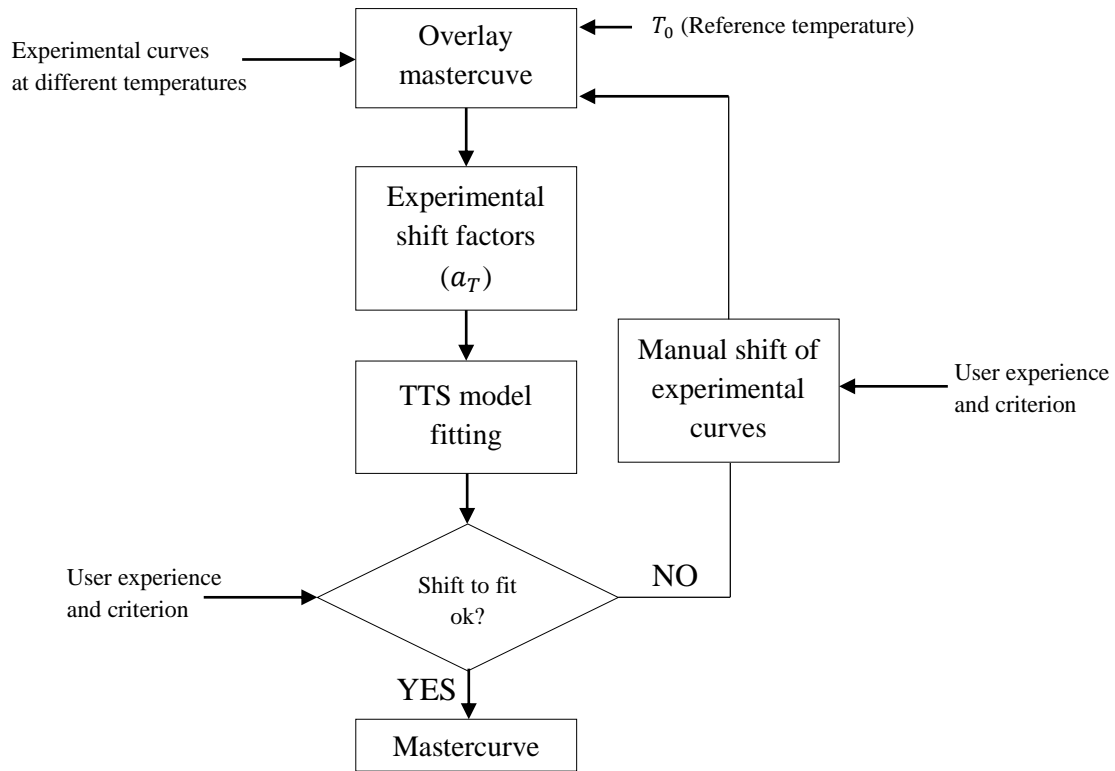 Overlay
mastercuve
𝑇₀ (Reference temperature)
Experimental curves
at different temperatures
Experimental
shift factors
(𝑎_𝑇)
Manual shift of
experimental
curves
User experience
and criterion
TTS model
fitting
Shift to fit
ok?
NO
User experience
and criterion
YES
Mastercurve